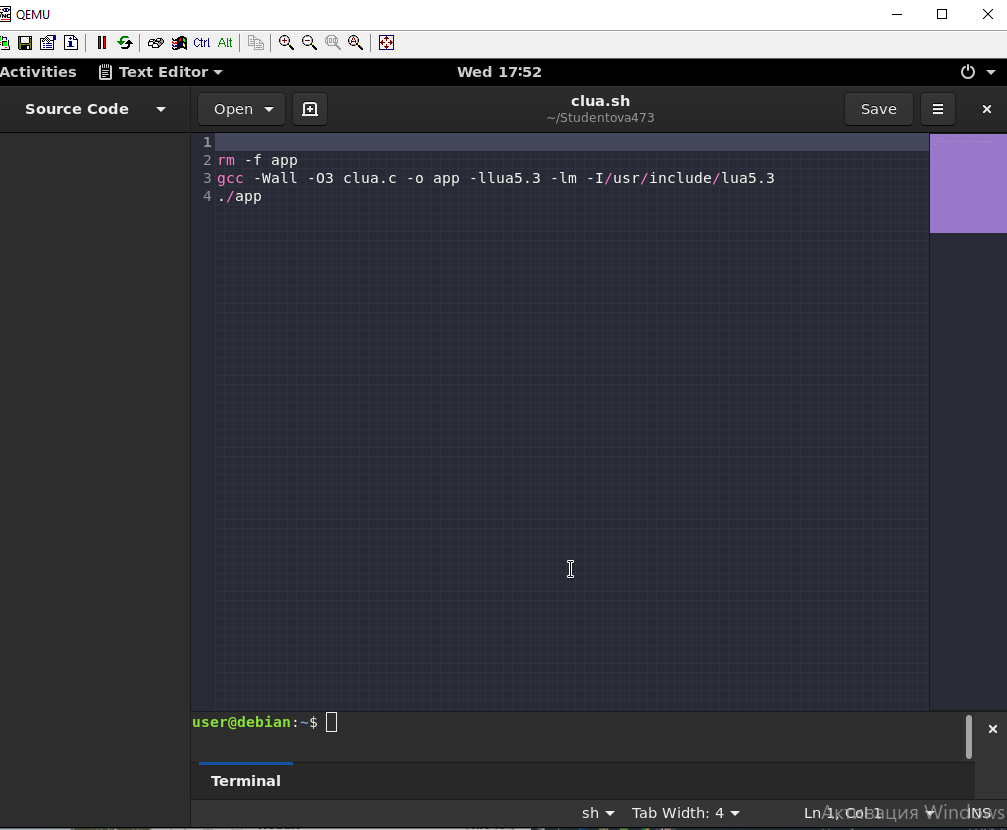 QEMU
Ctrl Alt
Activities Text Editor Wed 17:52
Source Code Open clua.sh Save
~/Studentova473
1
2 rm -f app
3 gcc -Wall -O3 clua.c -o app -llua5.3 -lm -I/usr/include/lua5.3
4 ./app
user@debian:~$
Terminal
sh Tab Width: 4 Ln 1, Col 1 INS
Активация Windows